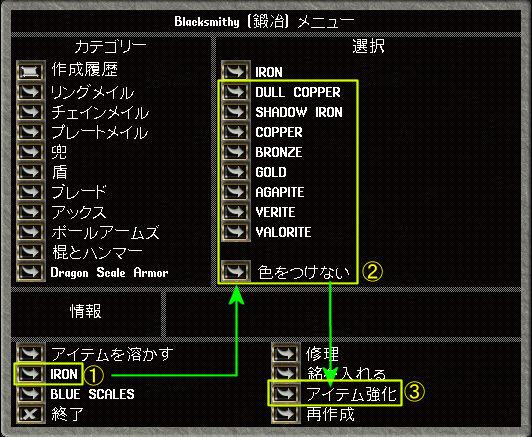 Blacksmithy (鍛冶) メニュー
カテゴリー
選択
作成履歴
リングメイル
チェインメイル
プレートメイル
兜
盾
ブレード
アックス
ポールアームズ
棍とハンマー
Dragon Scale Armor
IRON
DULL COPPER
SHADOW IRON
COPPER
BRONZE
GOLD
AGAPITE
VERITE
VALORITE
色をつけない ②
情報
アイテムを溶かす
IRON ①
BLUE SCALES
終了
修理
銘を入れる
アイテム強化 ③
再作成